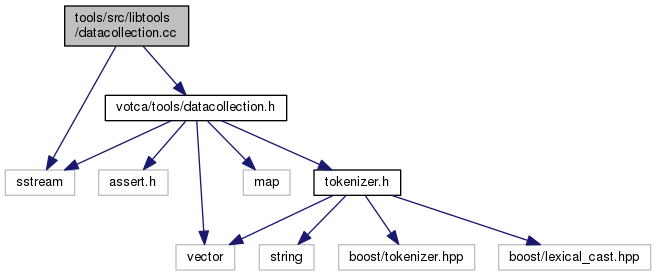 tools/src/libtools
/datacollection.cc
votca/tools/datacollection.h
sstream
assert.h
map
tokenizer.h
vector
string
boost/tokenizer.hpp
boost/lexical_cast.hpp